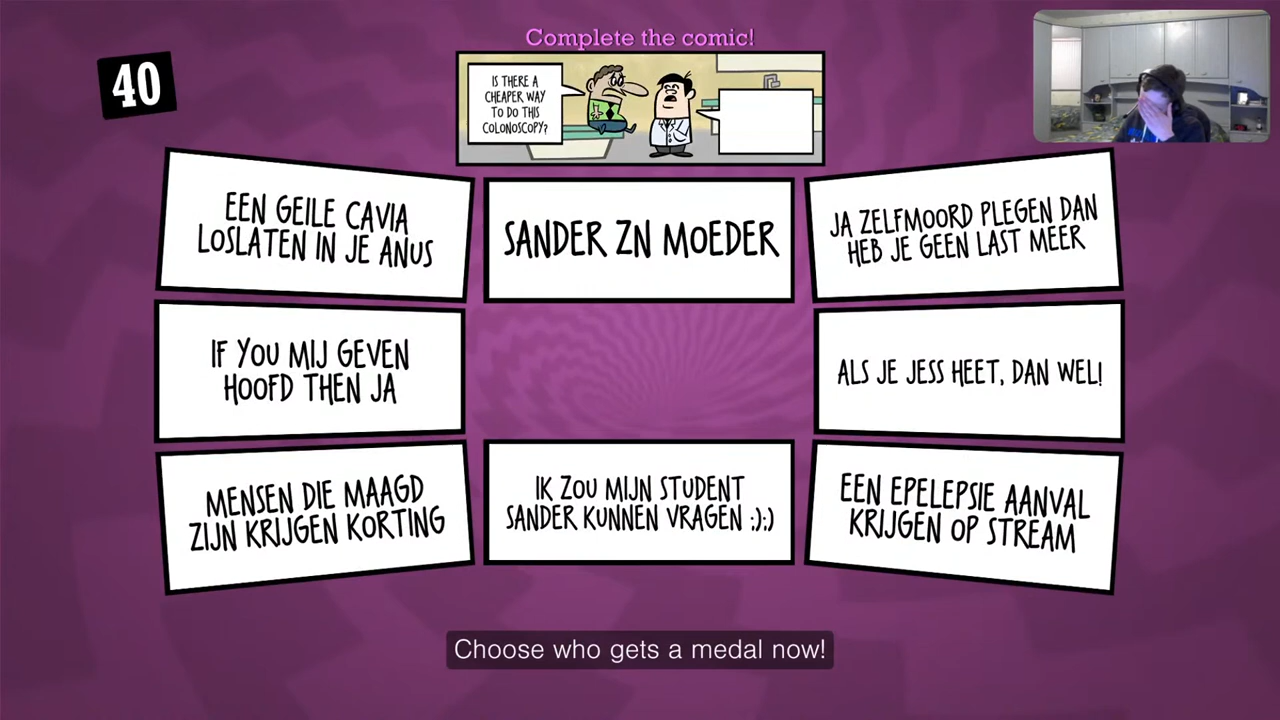 Complete the comic!
40
IS THERE A
CHEAPER WAY
TO DO THIS
COLONOSCOPY?
EEN GEILE CAVIA
LOSLATEN IN JE ANUS
SANDER ZN MOEDER
JA ZELFMOORD PLEGEN DAN
HEB JE GEEN LAST MEER
IF YOU MIJ GEVEN
HOOFD THEN JA
ALS JE JESS HEET, DAN WEL!
MENSEN DIE MAAGD
ZIJN KRIJGEN KORTING
IK ZOU MIJN STUDENT
SANDER KUNNEN VRAGEN :):)
EEN EPELEPSIE AANVAL
KRIJGEN OP STREAM
Choose who gets a medal now!